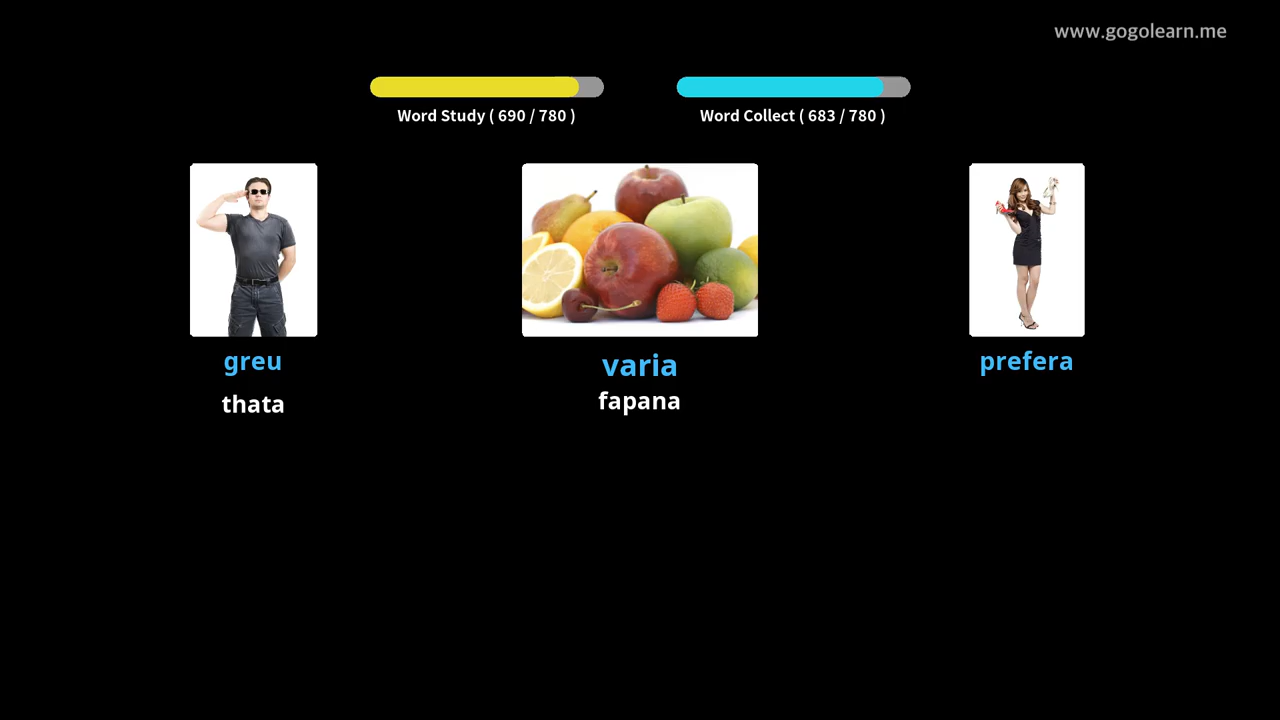 www.gogolearn.me
Word Study ( 690 / 780 )
Word Collect ( 683 / 780 )
greu
varia
prefera
thata
fapana